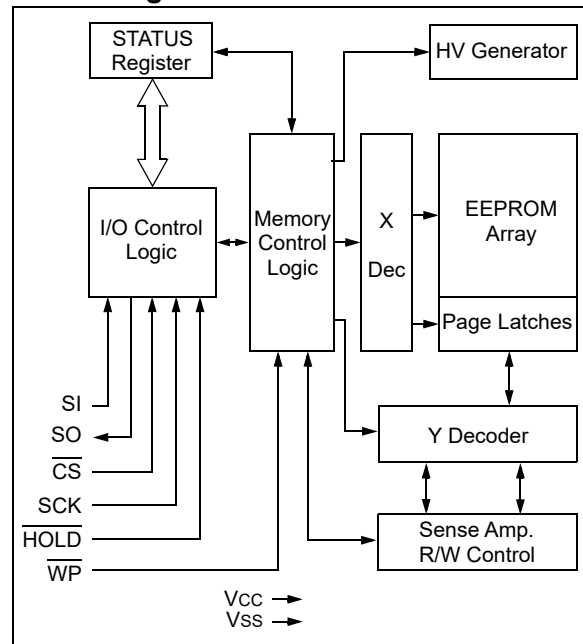 STATUS
Register
HV Generator
I/O Control
Logic
Memory
Control
Logic
X
Dec
EEPROM
Array
Page Latches
Y Decoder
Sense Amp.
R/W Control
SI
SO
CS
SCK
HOLD
WP
VCC
VSS